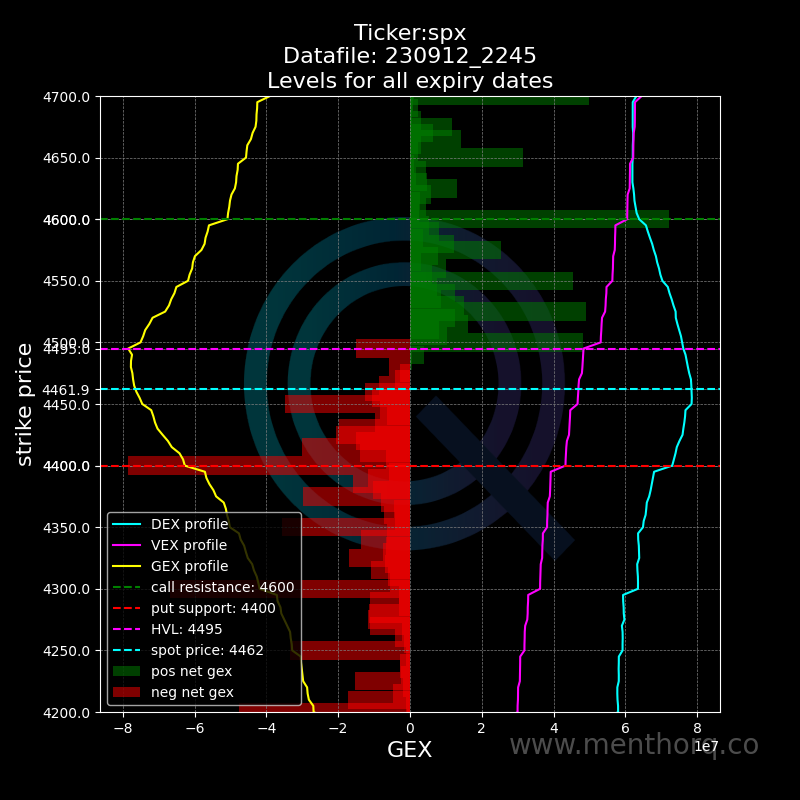 Ticker:spx
Datafile: 230912_2245
Levels for all expiry dates
4700.0
4650.0
4600.0
4550.0
4500.0
4495.0
4461.9
4450.0
4400.0
4350.0
4300.0
4250.0
4200.0
strike price
DEX profile
VEX profile
GEX profile
call resistance: 4600
put support: 4400
HVL: 4495
spot price: 4462
pos net gex
neg net gex
−8 −6 −4 −2 0 2 4 6 8
1e7
GEX
www.menthorq.com